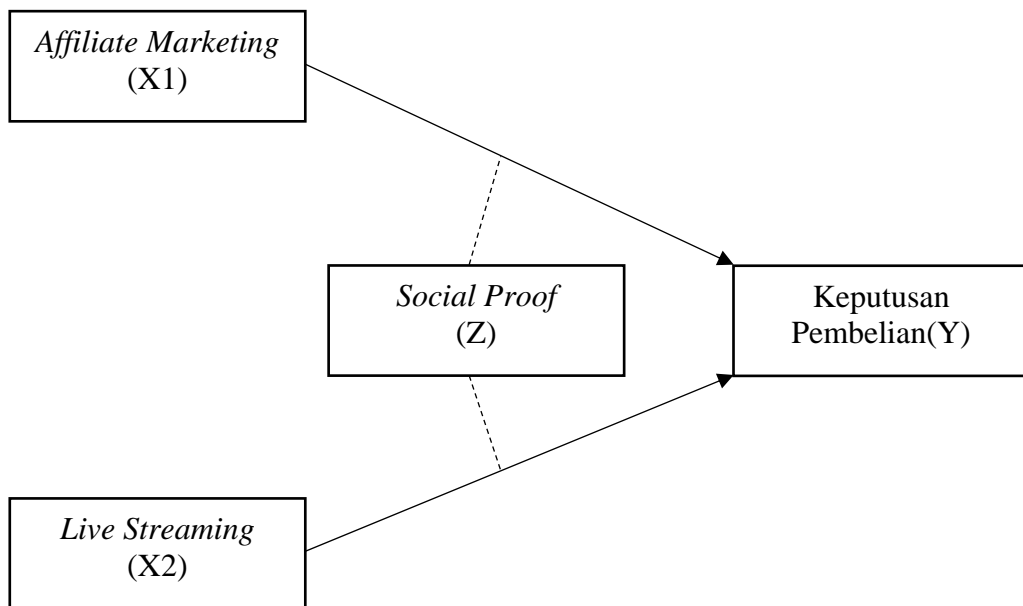 Affiliate Marketing
(X1)
Social Proof
(Z)
Keputusan
Pembelian(Y)
Live Streaming
(X2)